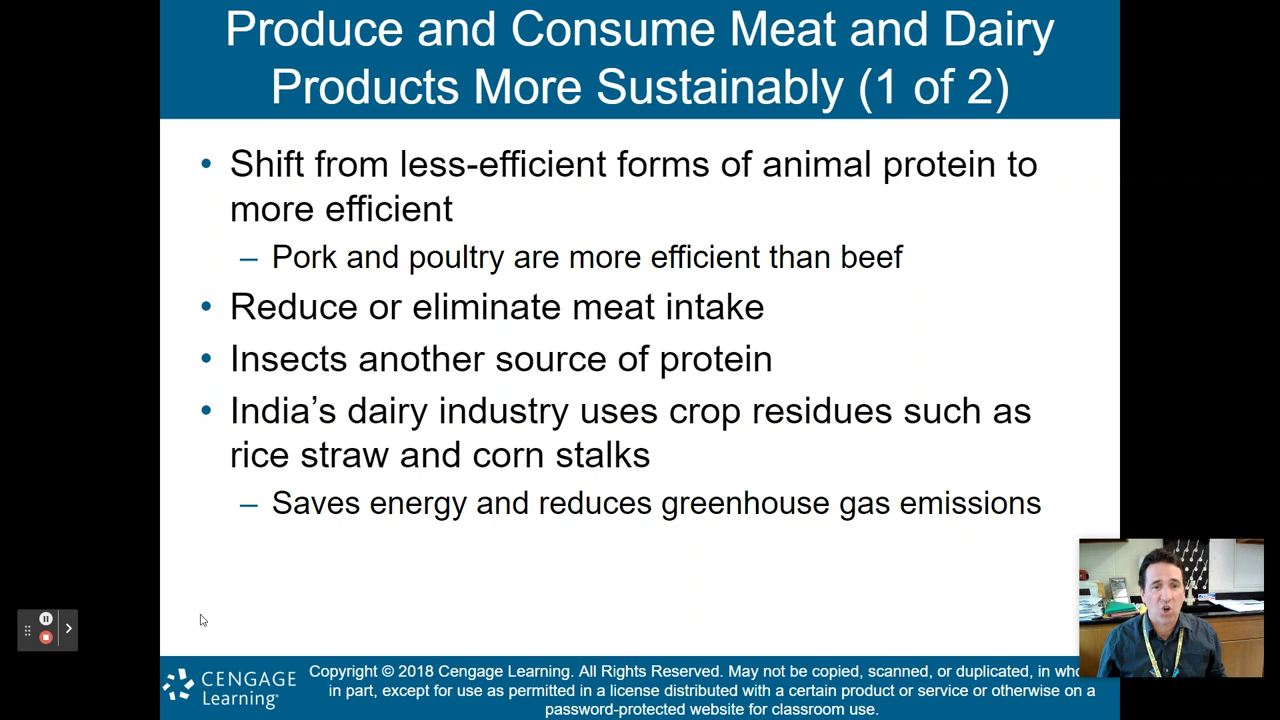 Produce and Consume Meat and Dairy
Products More Sustainably (1 of 2)
• Shift from less-efficient forms of animal protein to
more efficient
– Pork and poultry are more efficient than beef
• Reduce or eliminate meat intake
• Insects another source of protein
• India’s dairy industry uses crop residues such as
rice straw and corn stalks
– Saves energy and reduces greenhouse gas emissions
CENGAGE
Learning®
Copyright © 2018 Cengage Learning. All Rights Reserved. May not be copied, scanned, or duplicated, in
in part, except for use as permitted in a license distributed with a certain product or service or otherwise on a
password-protected website for classroom use.